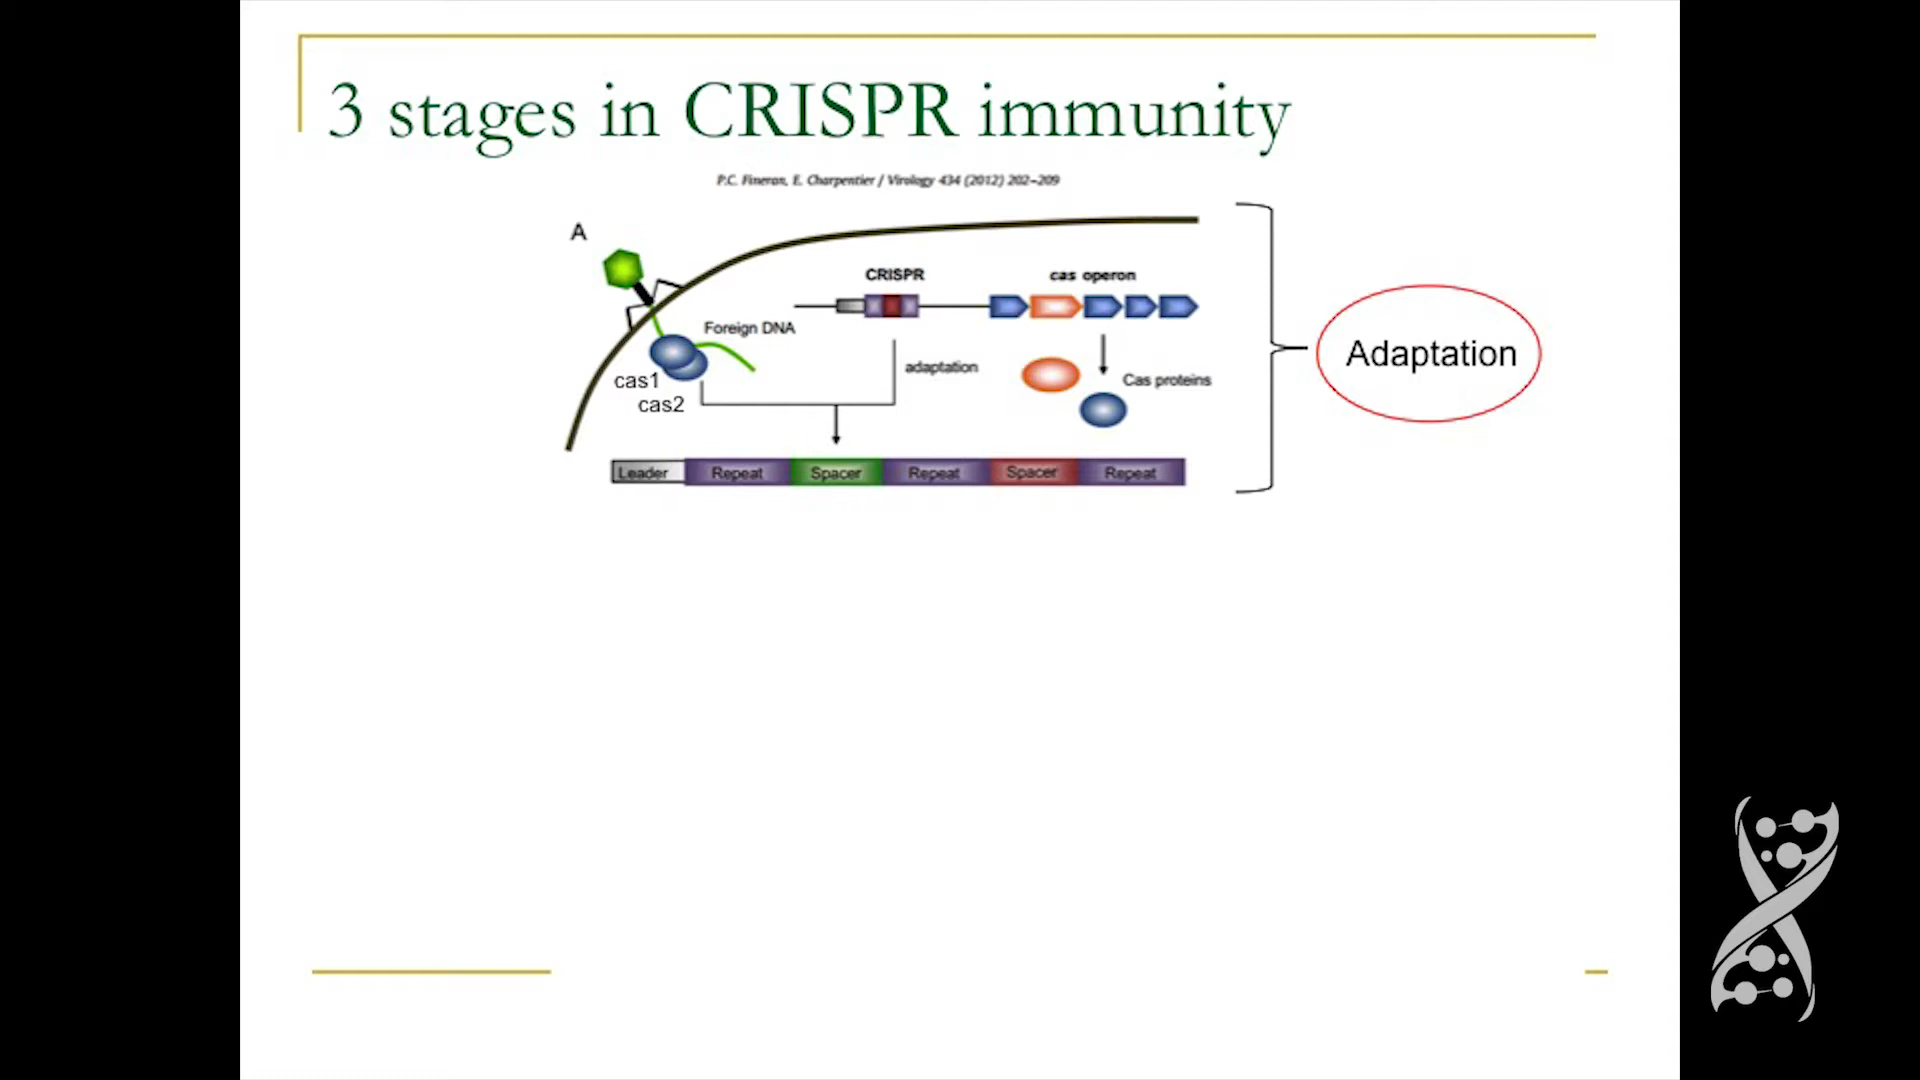 3 stages in CRISPR immunity
P.C. Fineran, E. Charpentier / Virology 434 (2012) 202–209
A
CRISPR
cas operon
Foreign DNA
adaptation
Cas proteins
cas1
cas2
Adaptation
Leader Repeat Spacer Repeat Spacer Repeat